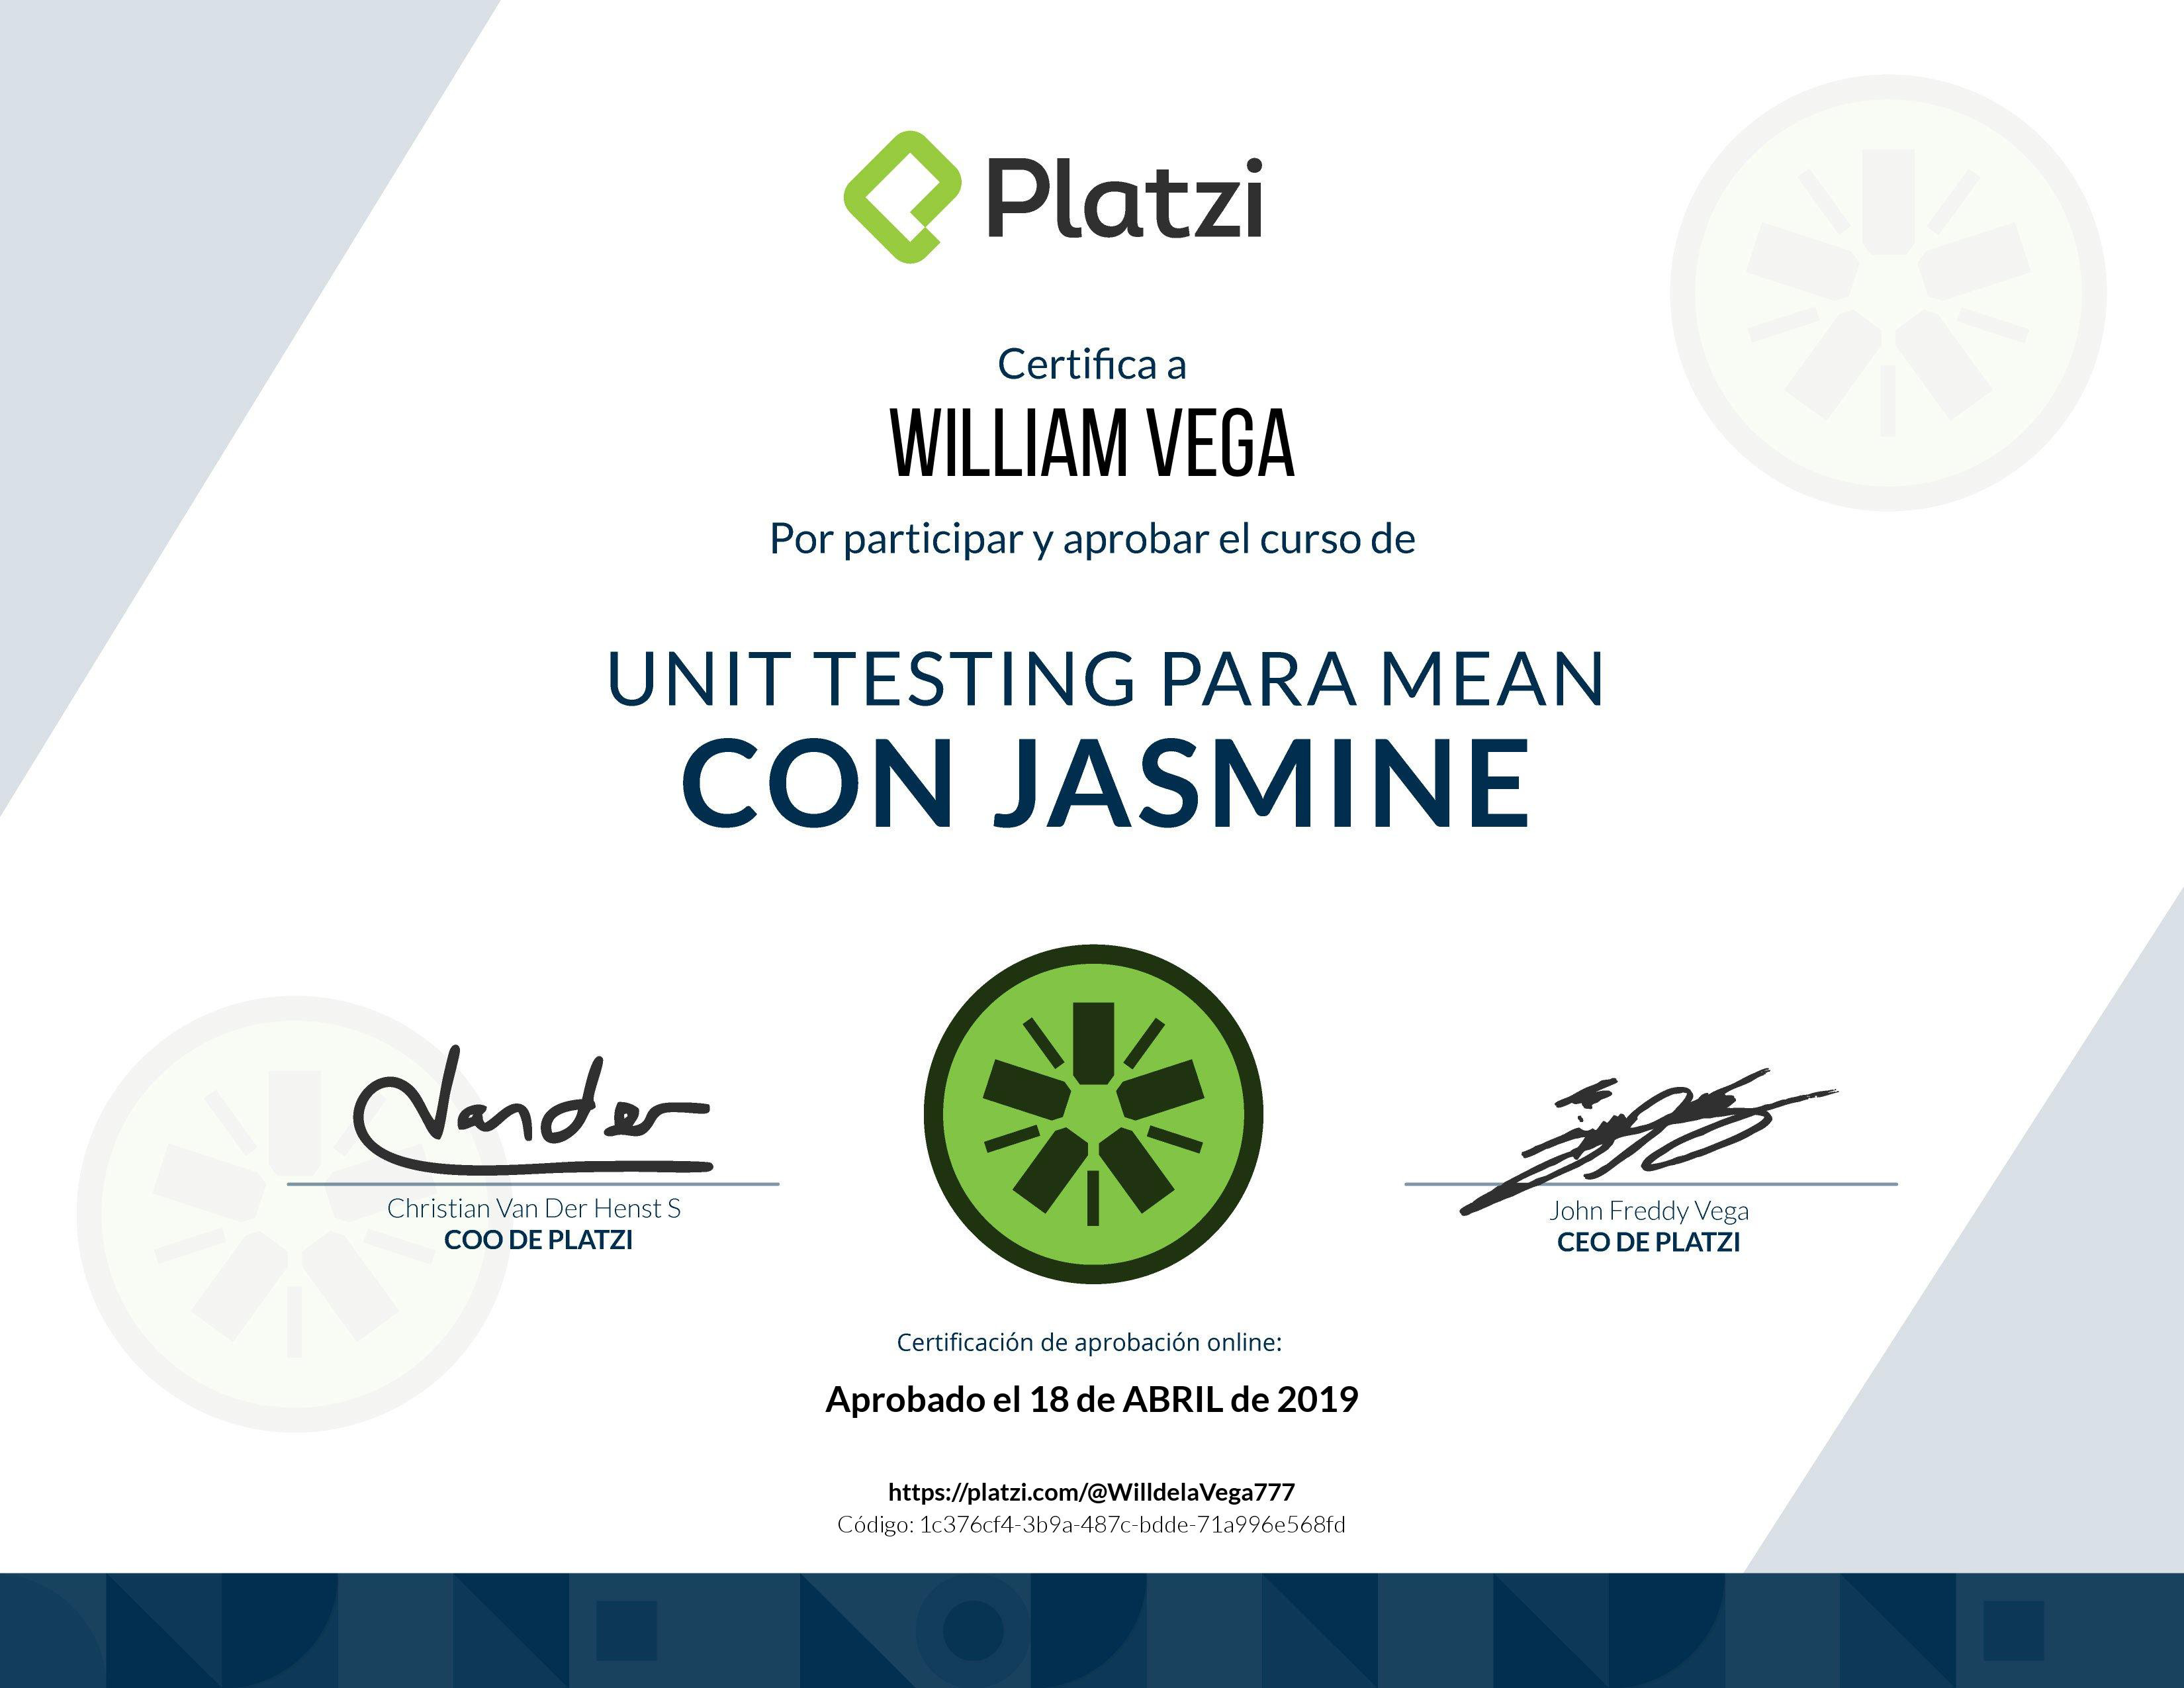 Platzi
Certifica a
WILLIAM VEGA
Por participar y aprobar el curso de
UNIT TESTING PARA MEAN
CON JASMINE
Vander
Christian Van Der Henst S
COO DE PLATZI
John Freddy Vega
CEO DE PLATZI
Certificación de aprobación online:
Aprobado el 18 de ABRIL de 2019
https://platzi.com/@WilldelaVega777
Código: 1c376cf4-3b9a-487c-bdde-71a996e568fd